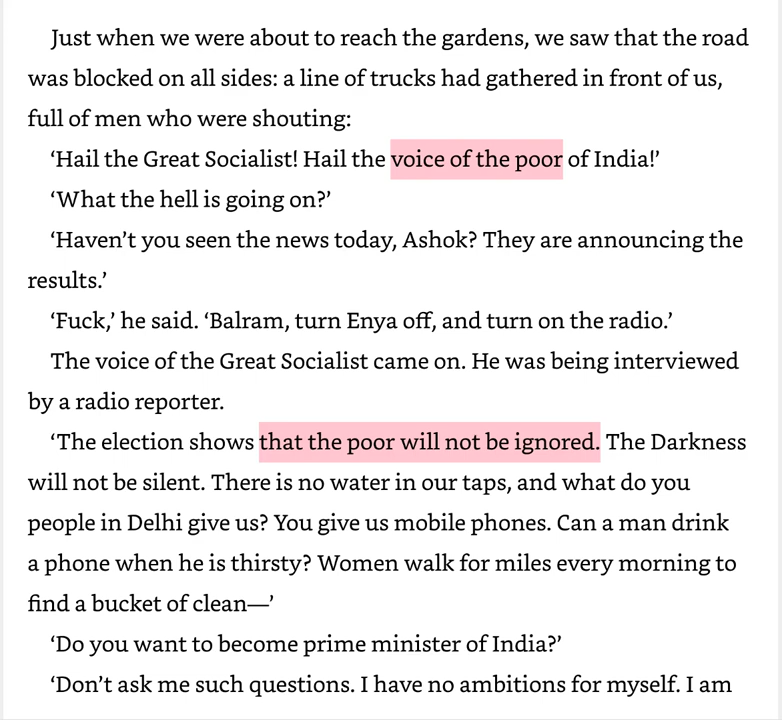 Just when we were about to reach the gardens, we saw that the road
was blocked on all sides: a line of trucks had gathered in front of us,
full of men who were shouting:
‘Hail the Great Socialist! Hail the voice of the poor of India!’
‘What the hell is going on?’
‘Haven’t you seen the news today, Ashok? They are announcing the
results.’
‘Fuck,’ he said. ‘Balram, turn Enya off, and turn on the radio.’
The voice of the Great Socialist came on. He was being interviewed
by a radio reporter.
‘The election shows that the poor will not be ignored. The Darkness
will not be silent. There is no water in our taps, and what do you
people in Delhi give us? You give us mobile phones. Can a man drink
a phone when he is thirsty? Women walk for miles every morning to
find a bucket of clean—’
‘Do you want to become prime minister of India?’
‘Don’t ask me such questions. I have no ambitions for myself. I am